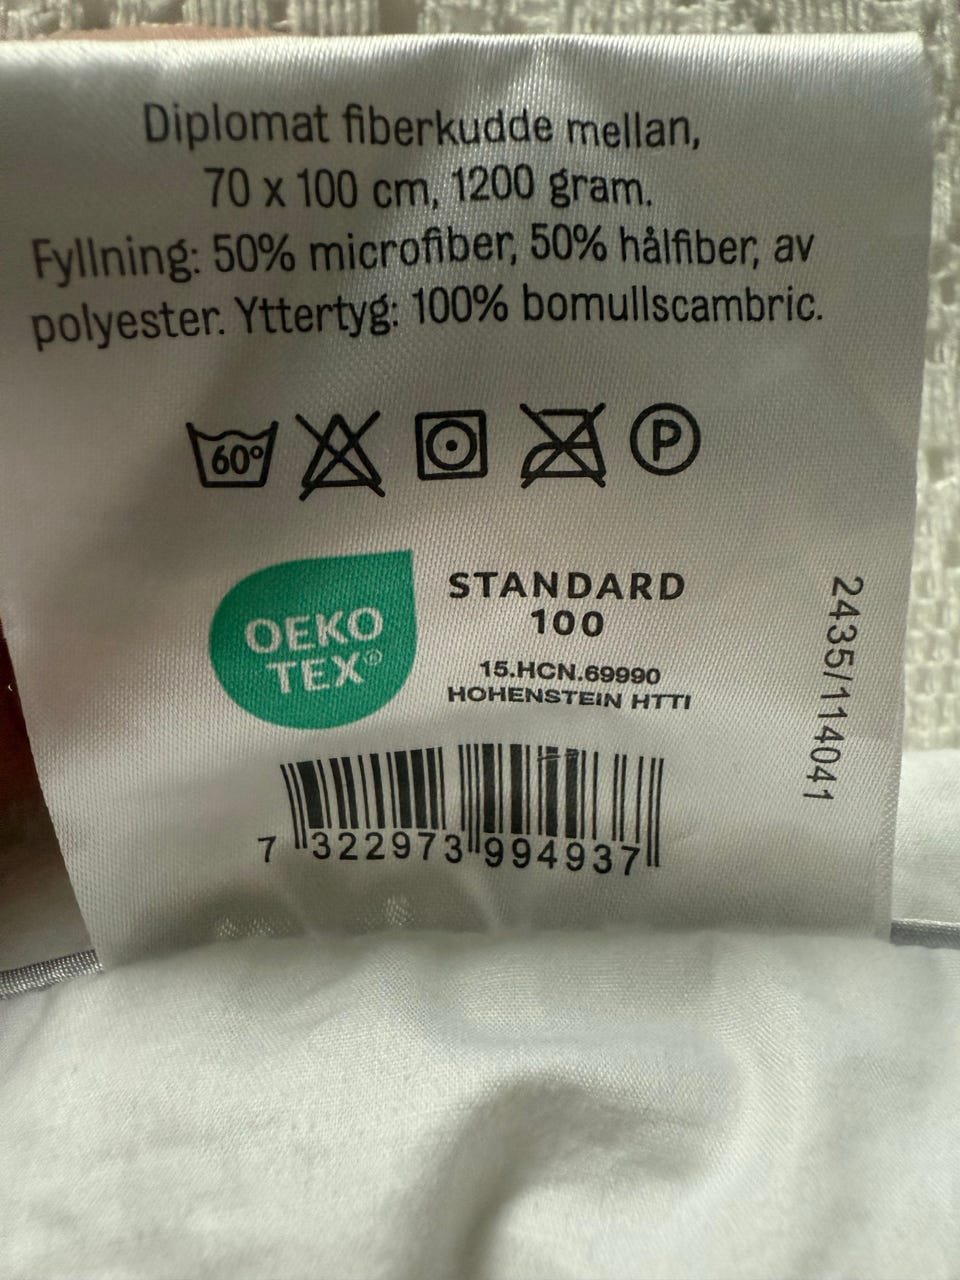 Diplomat fiberkudde mellan,
70 x 100 cm, 1200 gram.
Fyllning: 50% microfiber, 50% hålfiber, av
polyester. Yttertyg: 100% bomullscambric.
60° P
OEKO
TEX®
STANDARD
100
15.HCN.69990
HOHENSTEIN HTTI
2435/114041
7 322973 994937